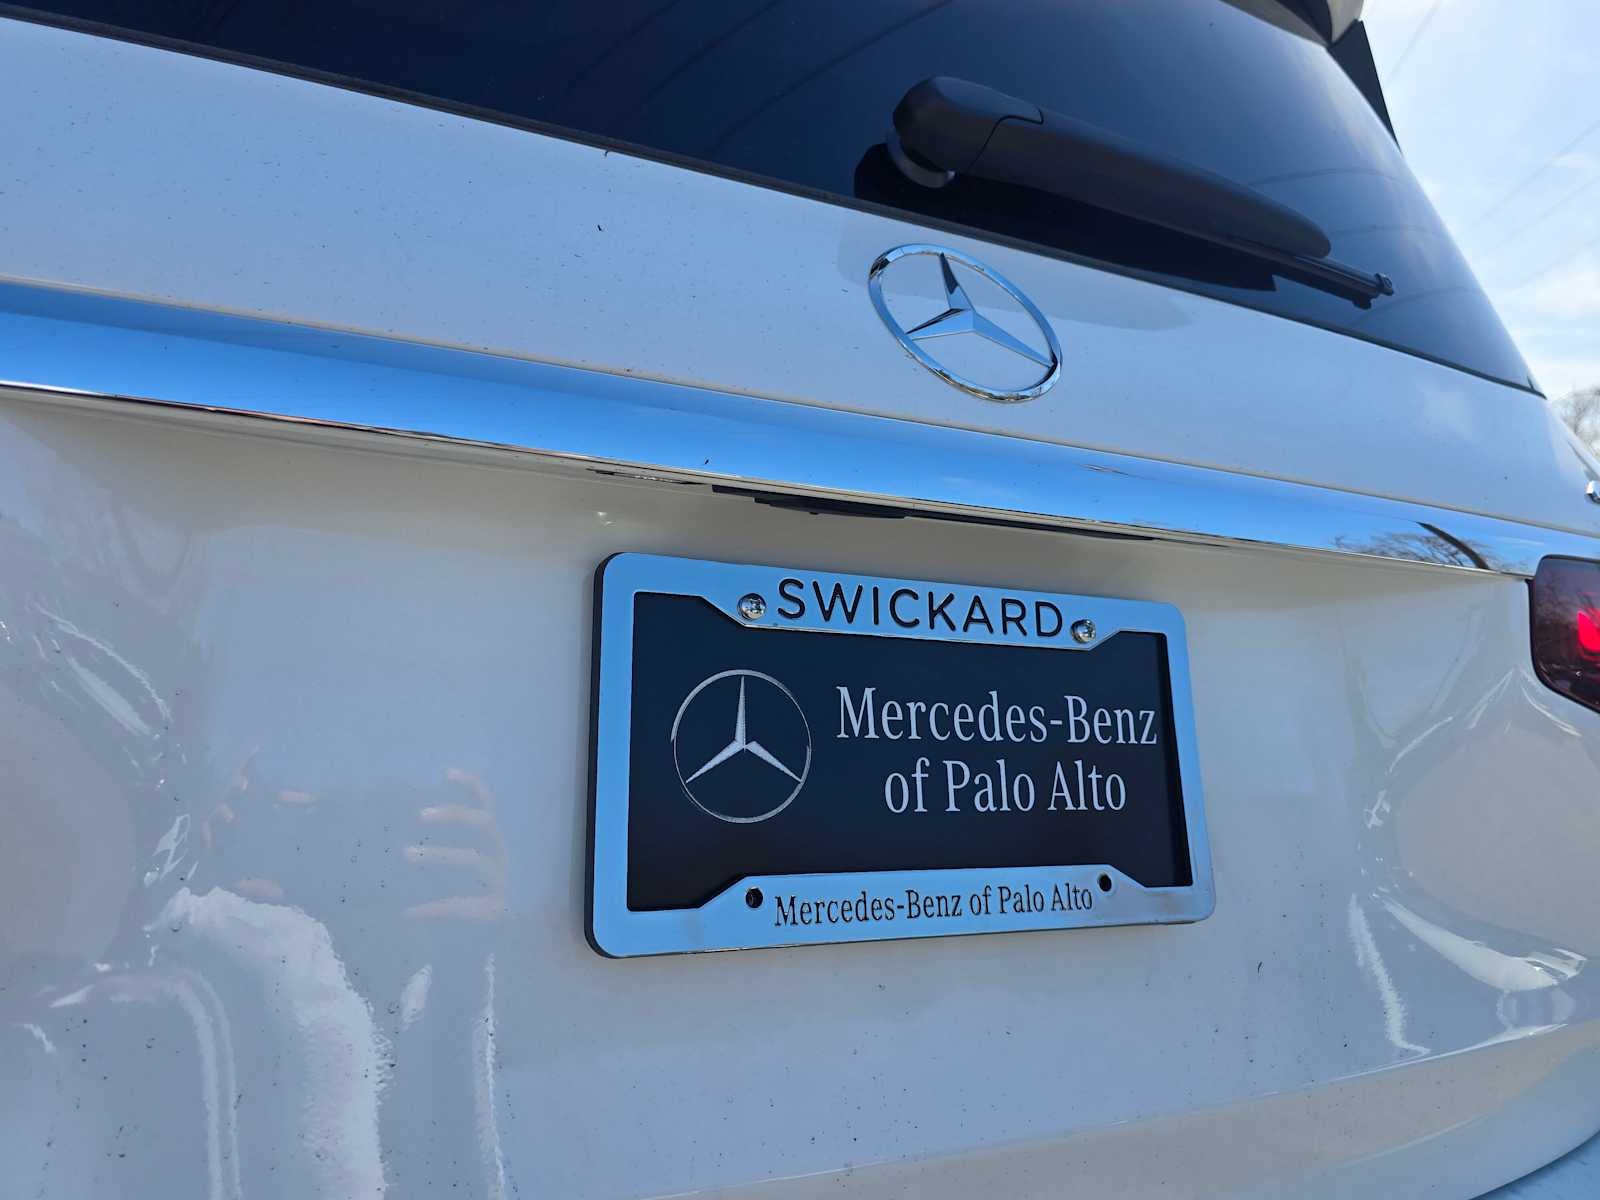 SWICKARD
Mercedes-Benz
of Palo Alto
Mercedes-Benz of Palo Alto